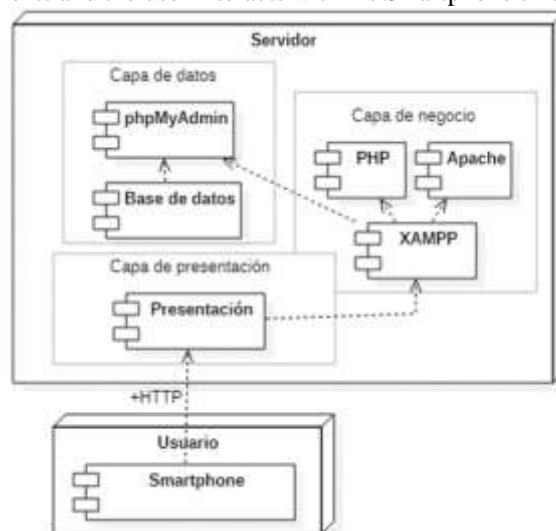 Servidor
Capa de datos
phpMyAdmin
Base de datos
Capa de negocio
PHP
Apache
XAMPP
Capa de presentación
Presentación
+HTTP
Usuario
Smartphone